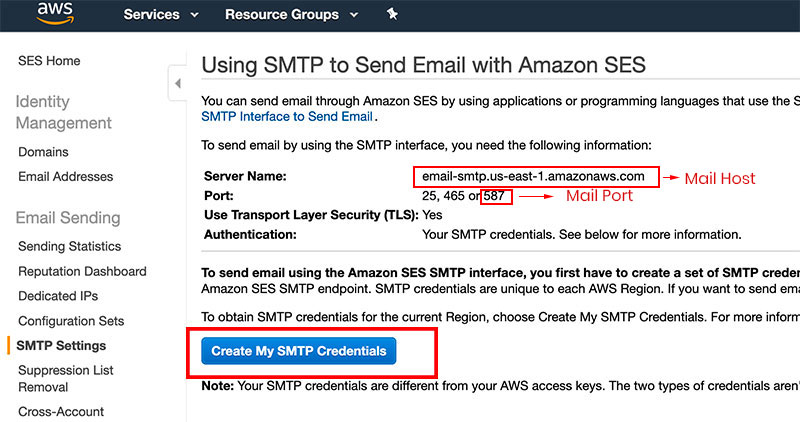 aws
Services
Resource Groups
SES Home
Identity
Management
Domains
Email Addresses
Email Sending
Sending Statistics
Reputation Dashboard
Dedicated IPs
Configuration Sets
SMTP Settings
Suppression List
Removal
Cross-Account
Using SMTP to Send Email with Amazon SES
You can send email through Amazon SES by using applications or programming languages that use the S
SMTP Interface to Send Email.
To send email by using the SMTP interface, you need the following information:
Server Name: email-smtp.us-east-1.amazonaws.com Mail Host
Port: 25, 465 or 587 Mail Port
Use Transport Layer Security (TLS): Yes
Authentication: Your SMTP credentials. See below for more information.
To send email using the Amazon SES SMTP interface, you first have to create a set of SMTP creden
Amazon SES SMTP endpoint. SMTP credentials are unique to each AWS Region. If you want to send ema
To obtain SMTP credentials for the current Region, choose Create My SMTP Credentials. For more inform
Create My SMTP Credentials
Note: Your SMTP credentials are different from your AWS access keys. The two types of credentials aren'